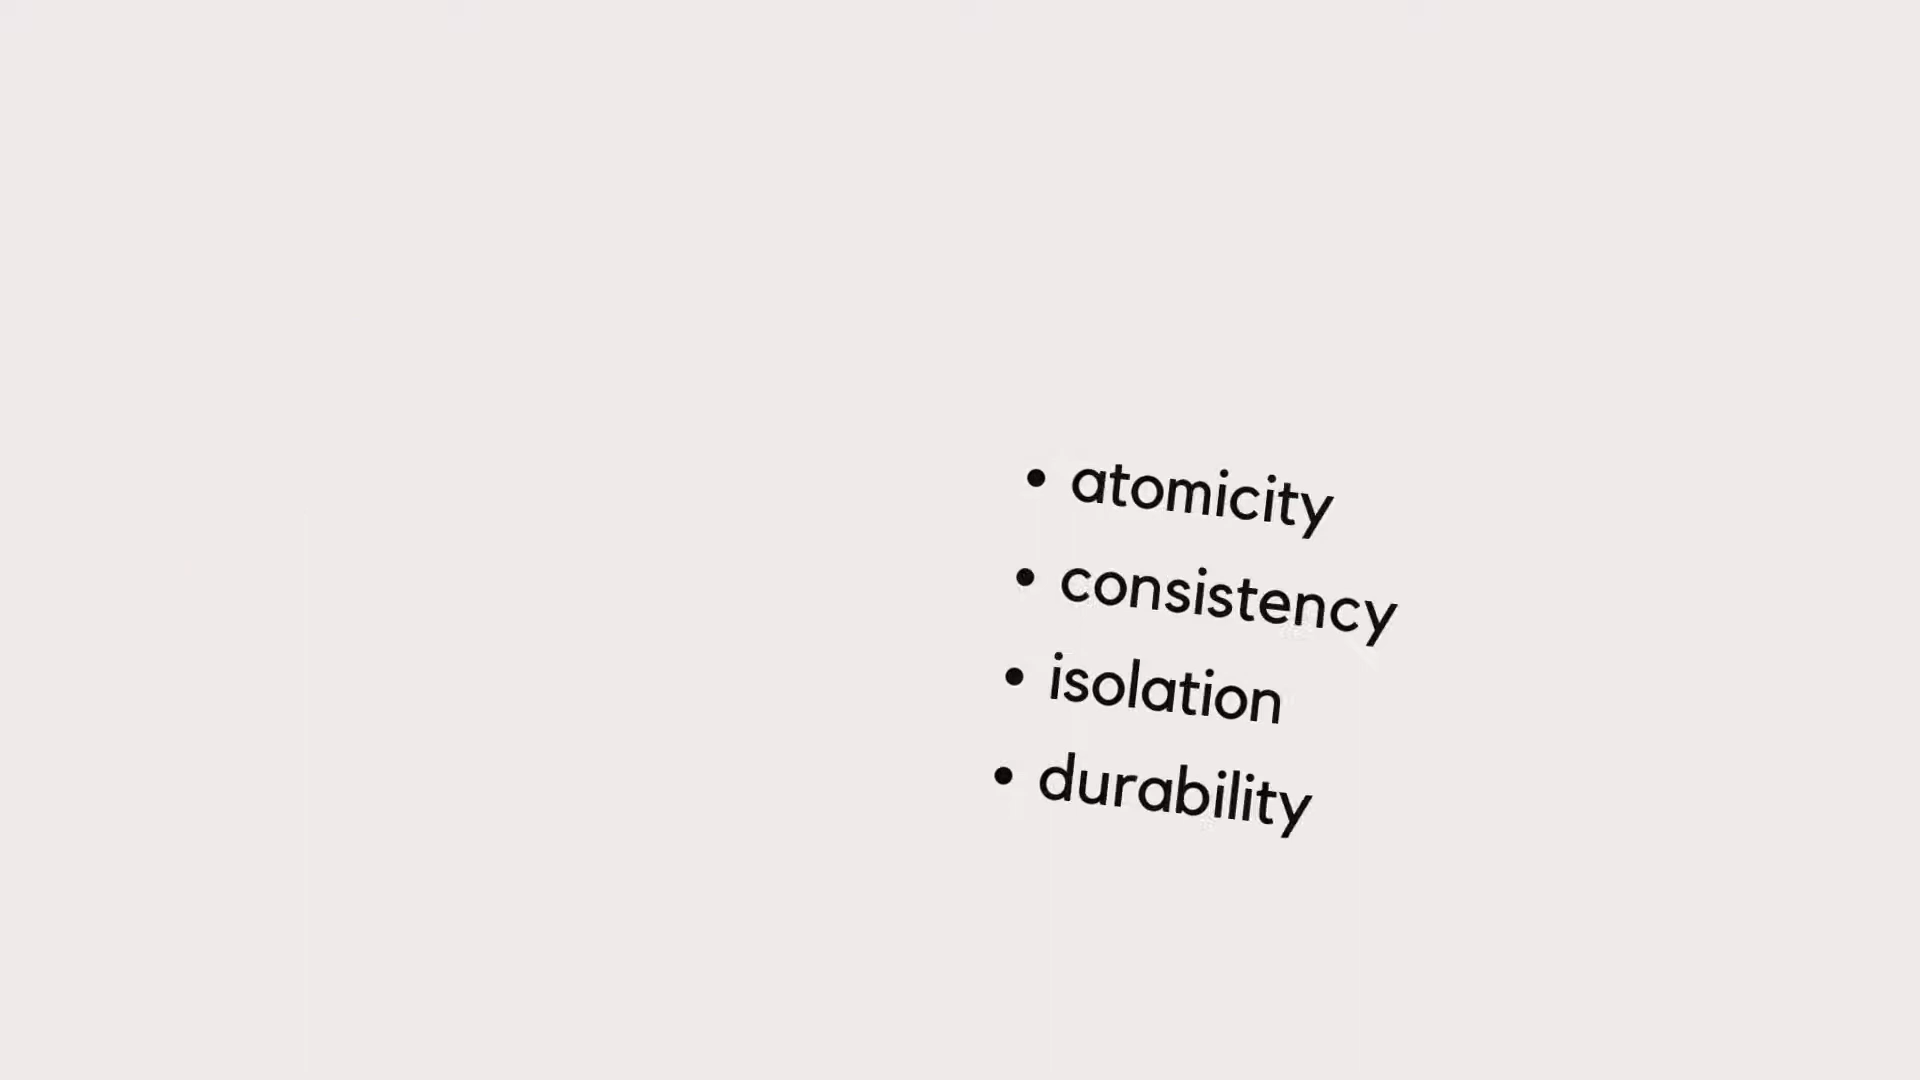 • atomicity
• consistency
• isolation
• durability